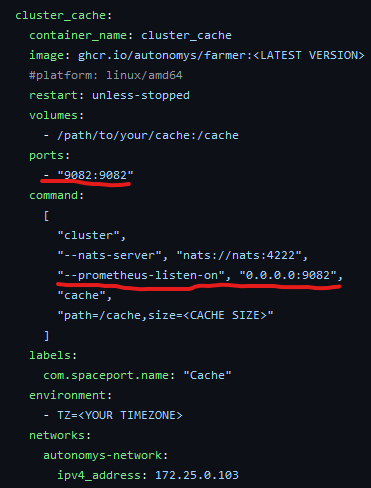 cluster_cache:
  container_name: cluster_cache
  image: ghcr.io/autonomys/farmer:<LATEST VERSION>
  #platform: linux/amd64
  restart: unless-stopped
  volumes:
    - /path/to/your/cache:/cache
  ports:
    - "9082:9082"
  command:
    [
      "cluster",
      "--nats-server", "nats://nats:4222",
      "--prometheus-listen-on", "0.0.0.0:9082",
      "cache",
      "path=/cache,size=<CACHE SIZE>"
    ]
  labels:
    com.spaceport.name: "Cache"
  environment:
    - TZ=<YOUR TIMEZONE>
  networks:
    autonomys-network:
      ipv4_address: 172.25.0.103